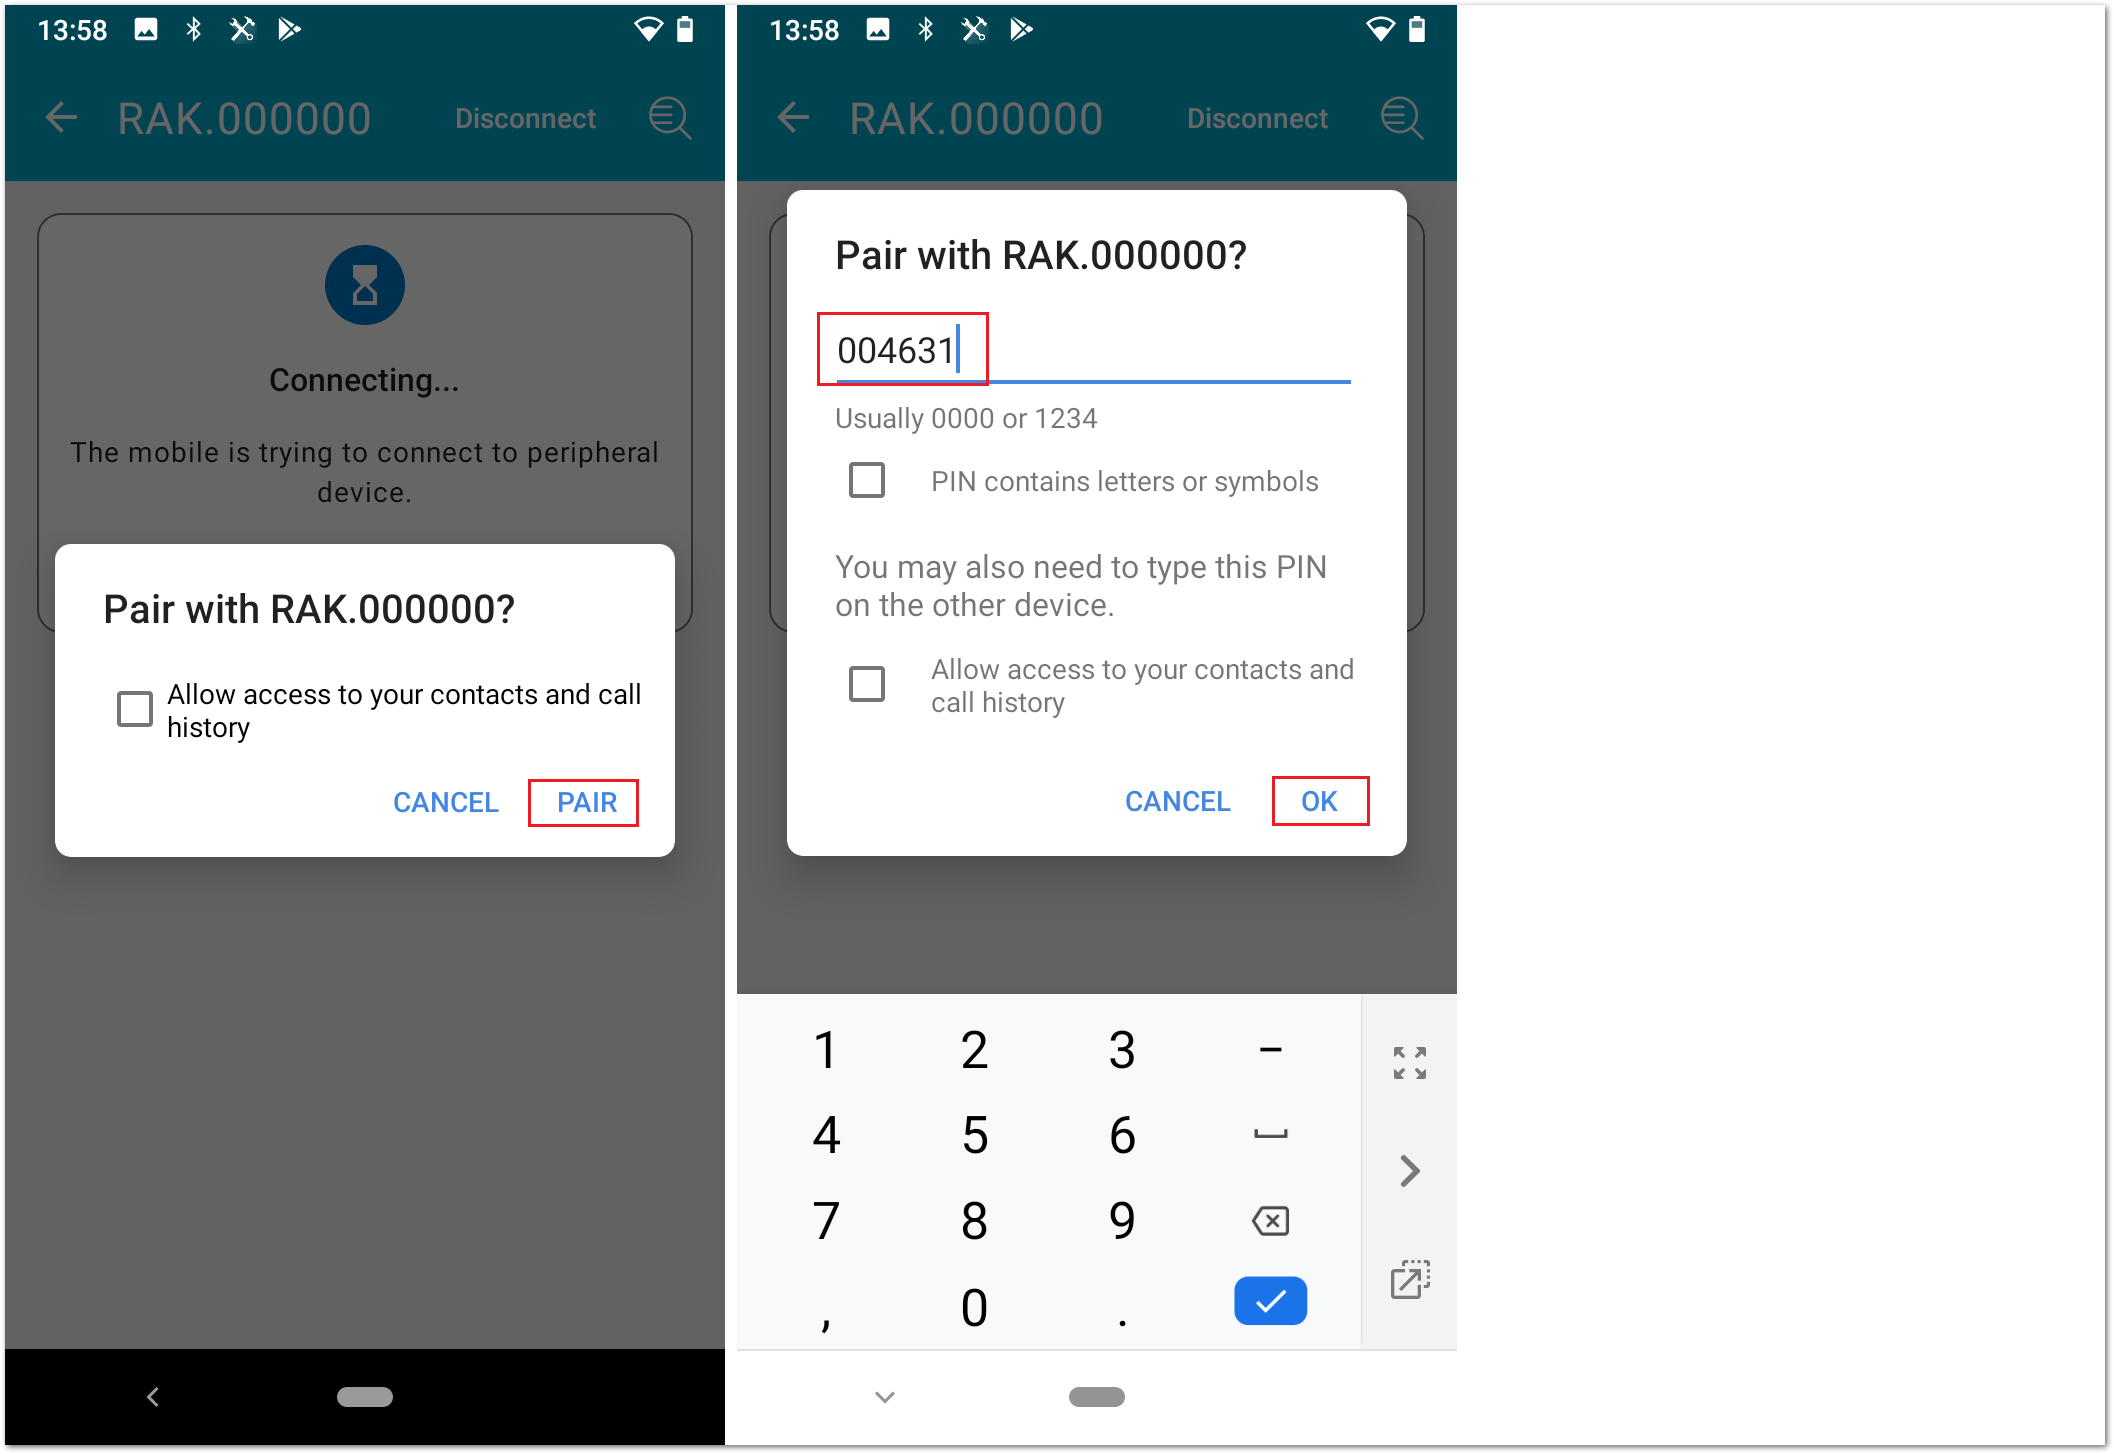 13:58
RAK.000000 Disconnect
Connecting...
The mobile is trying to connect to peripheral
device.
Pair with RAK.000000?
Allow access to your contacts and call
history
CANCEL PAIR
13:58
RAK.000000 Disconnect
Pair with RAK.000000?
004631
Usually 0000 or 1234
PIN contains letters or symbols
You may also need to type this PIN
on the other device.
Allow access to your contacts and
call history
CANCEL OK
1 2 3 –
4 5 6
7 8 9
, 0 .